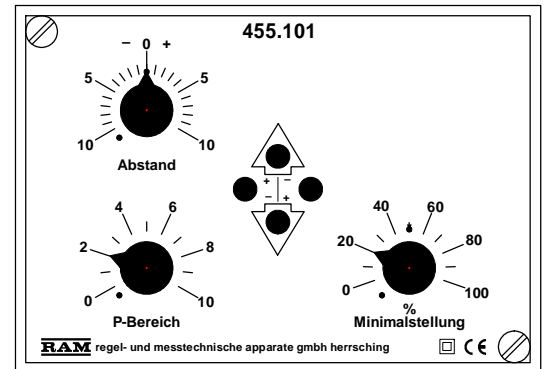 455.101
– 0 +
5 5
10 10
Abstand
+ –
– +
4 6
2 8
0 10
P-Bereich
40 60
20 80
0 100
%
Minimalstellung
RAM regel- und messtechnische apparate gmbh herrsching CE